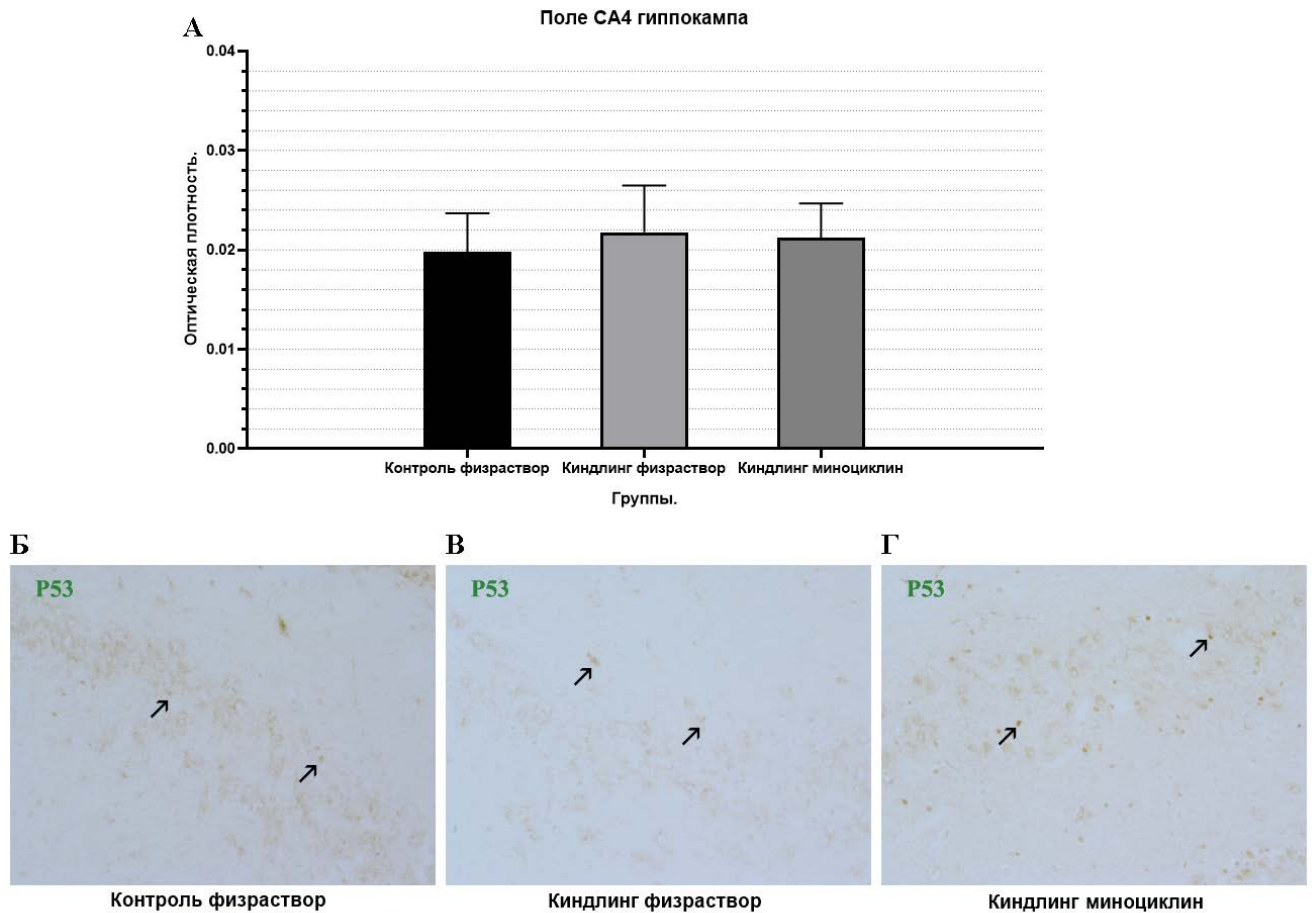 А
Поле СА4 гиппокампа
0.04
0.03
0.02
0.01
0.00
Оптическая плотность.
Контроль физраствор Киндлинг физраствор Киндлинг миноциклин
Группы.
Б В Г
P53 P53 P53
Контроль физраствор Киндлинг физраствор Киндлинг миноциклин